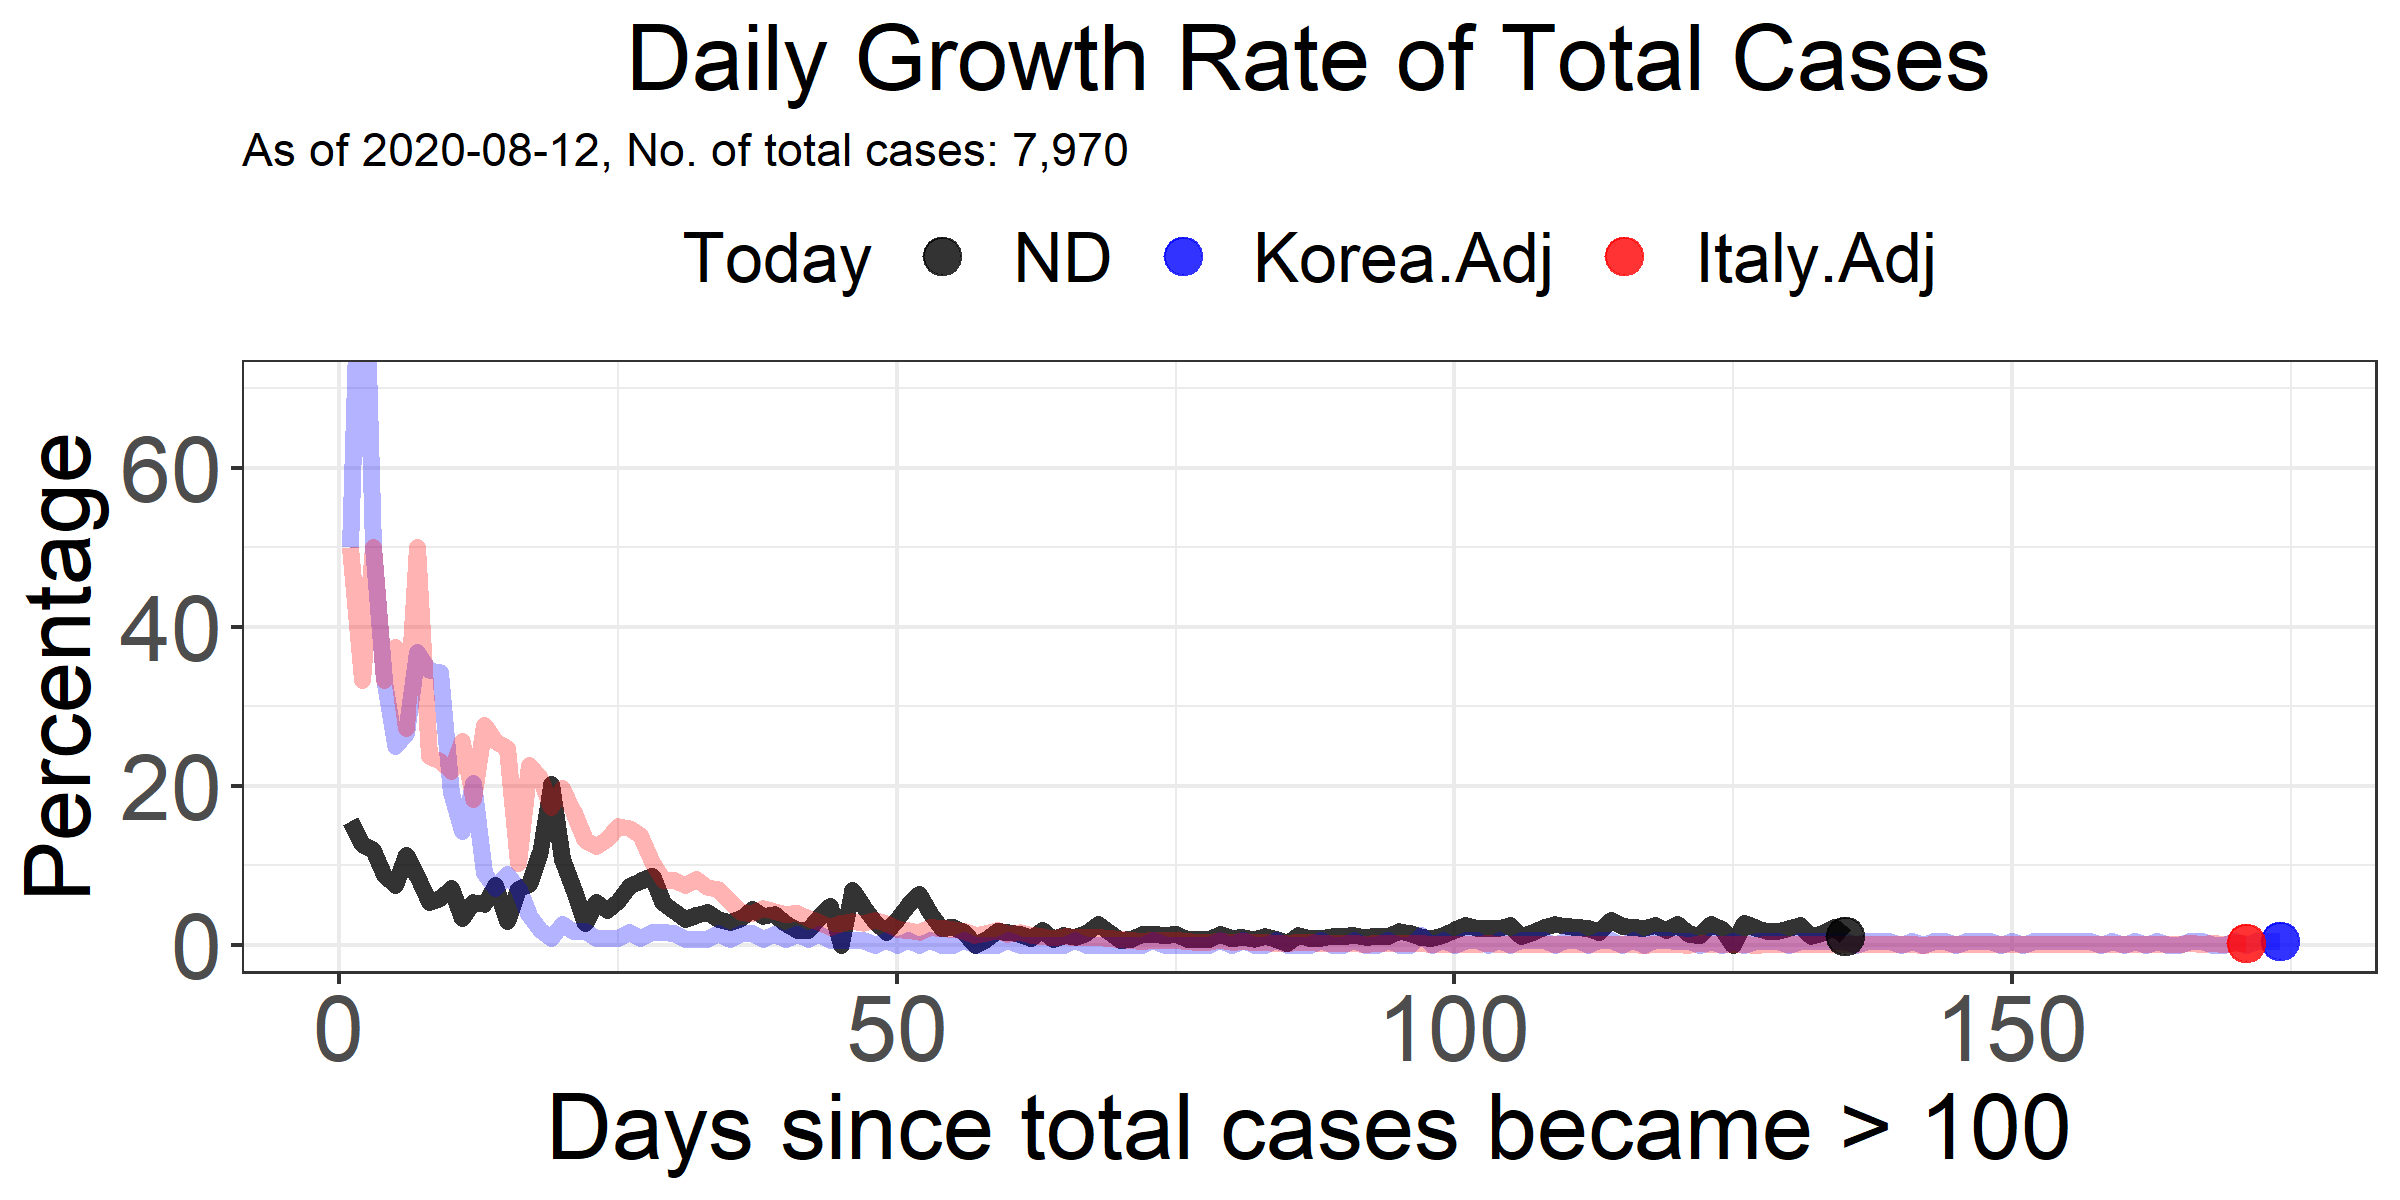 Daily Growth Rate of Total Cases
As of 2020-08-12, No. of total cases: 7,970
Today ND Korea.Adj Italy.Adj
Percentage
60
40
20
0
0 50 100 150
Days since total cases became > 100